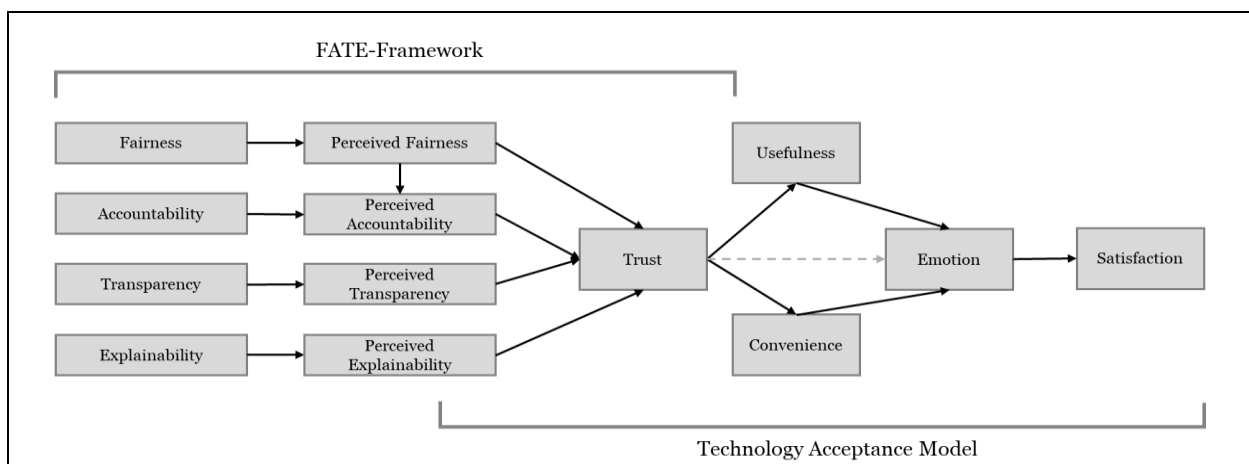 FATE-Framework
Fairness
Perceived Fairness
Usefulness
Accountability
Perceived
Accountability
Trust
Emotion
Satisfaction
Transparency
Perceived
Transparency
Convenience
Explainability
Perceived
Explainability
Technology Acceptance Model